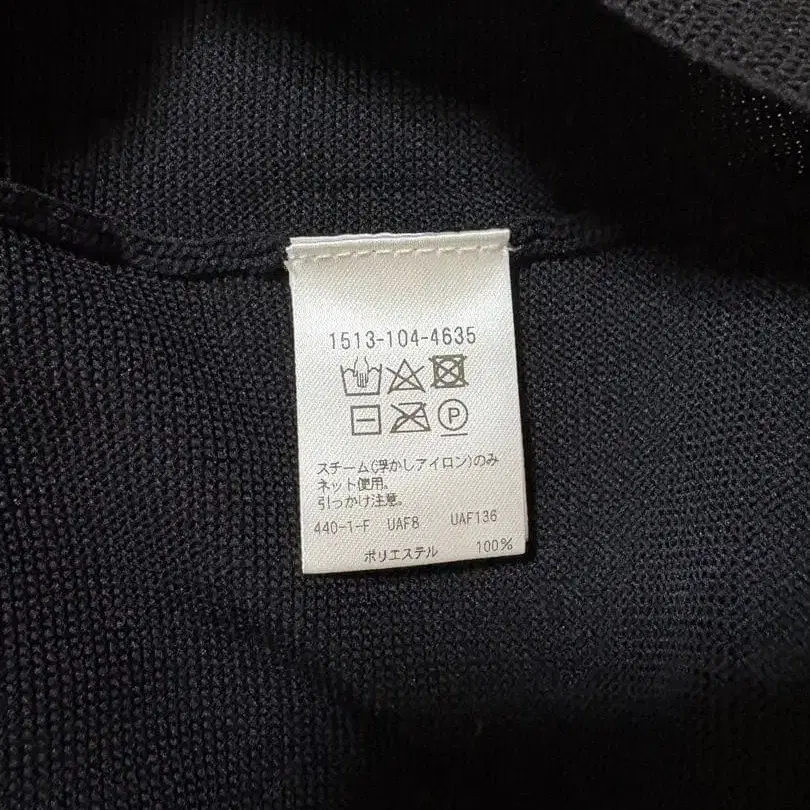 1513-104-4635
P
スチーム(浮かしアイロン)のみ
ネット使用。
引っかけ注意。
440-1-F UAF8 UAF136
ポリエステル 100%